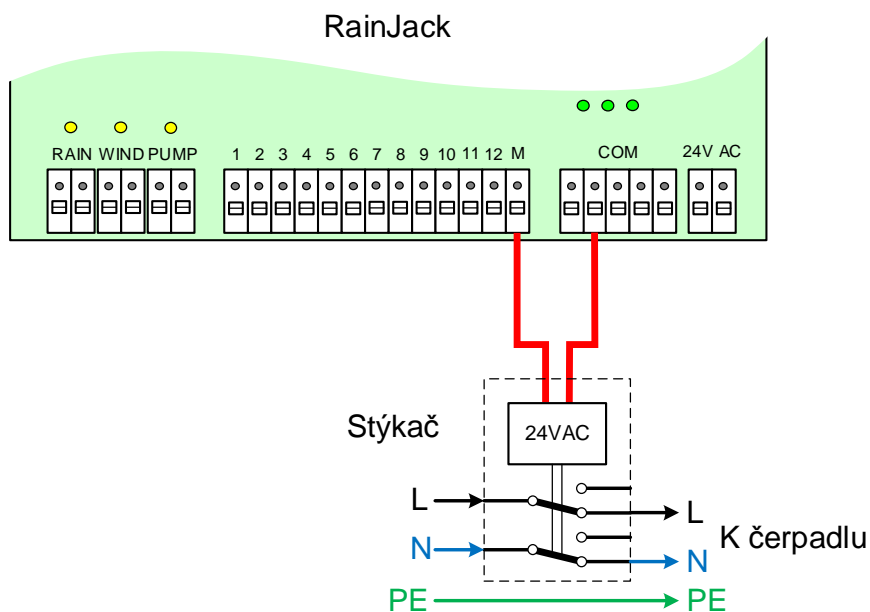 RainJack
RAIN WIND PUMP 1 2 3 4 5 6 7 8 9 10 11 12 M COM 24V AC
Stýkač
24VAC
L
L
N
N
K čerpadlu
PE
PE